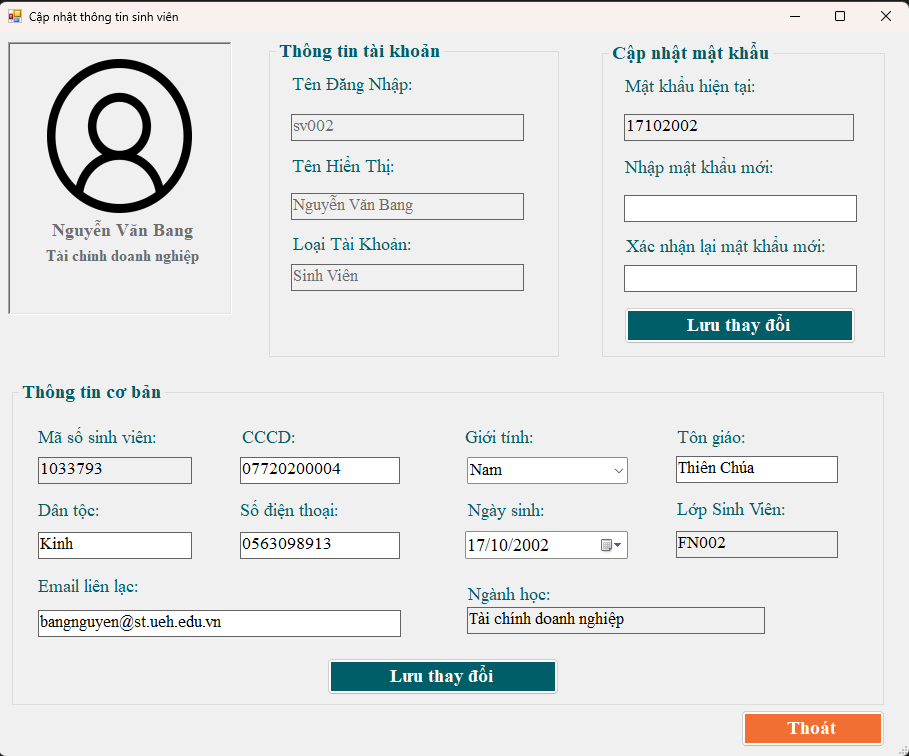 Cập nhật thông tin sinh viên
Nguyễn Văn Bang
Tài chính doanh nghiệp
Thông tin tài khoản
Tên Đăng Nhập:
sv002
Tên Hiển Thị:
Nguyễn Văn Bang
Loại Tài Khoản:
Sinh Viên
Cập nhật mật khẩu
Mật khẩu hiện tại:
17102002
Nhập mật khẩu mới:
Xác nhận lại mật khẩu mới:
Lưu thay đổi
Thông tin cơ bản
Mã số sinh viên: CCCD: Giới tính: Tôn giáo:
1033793 07720200004 Nam Thiên Chúa
Dân tộc: Số điện thoại: Ngày sinh: Lớp Sinh Viên:
Kinh 0563098913 17/10/2002 FN002
Email liên lạc: Ngành học:
bangnguyen@st.ueh.edu.vn Tài chính doanh nghiệp
Lưu thay đổi
Thoát